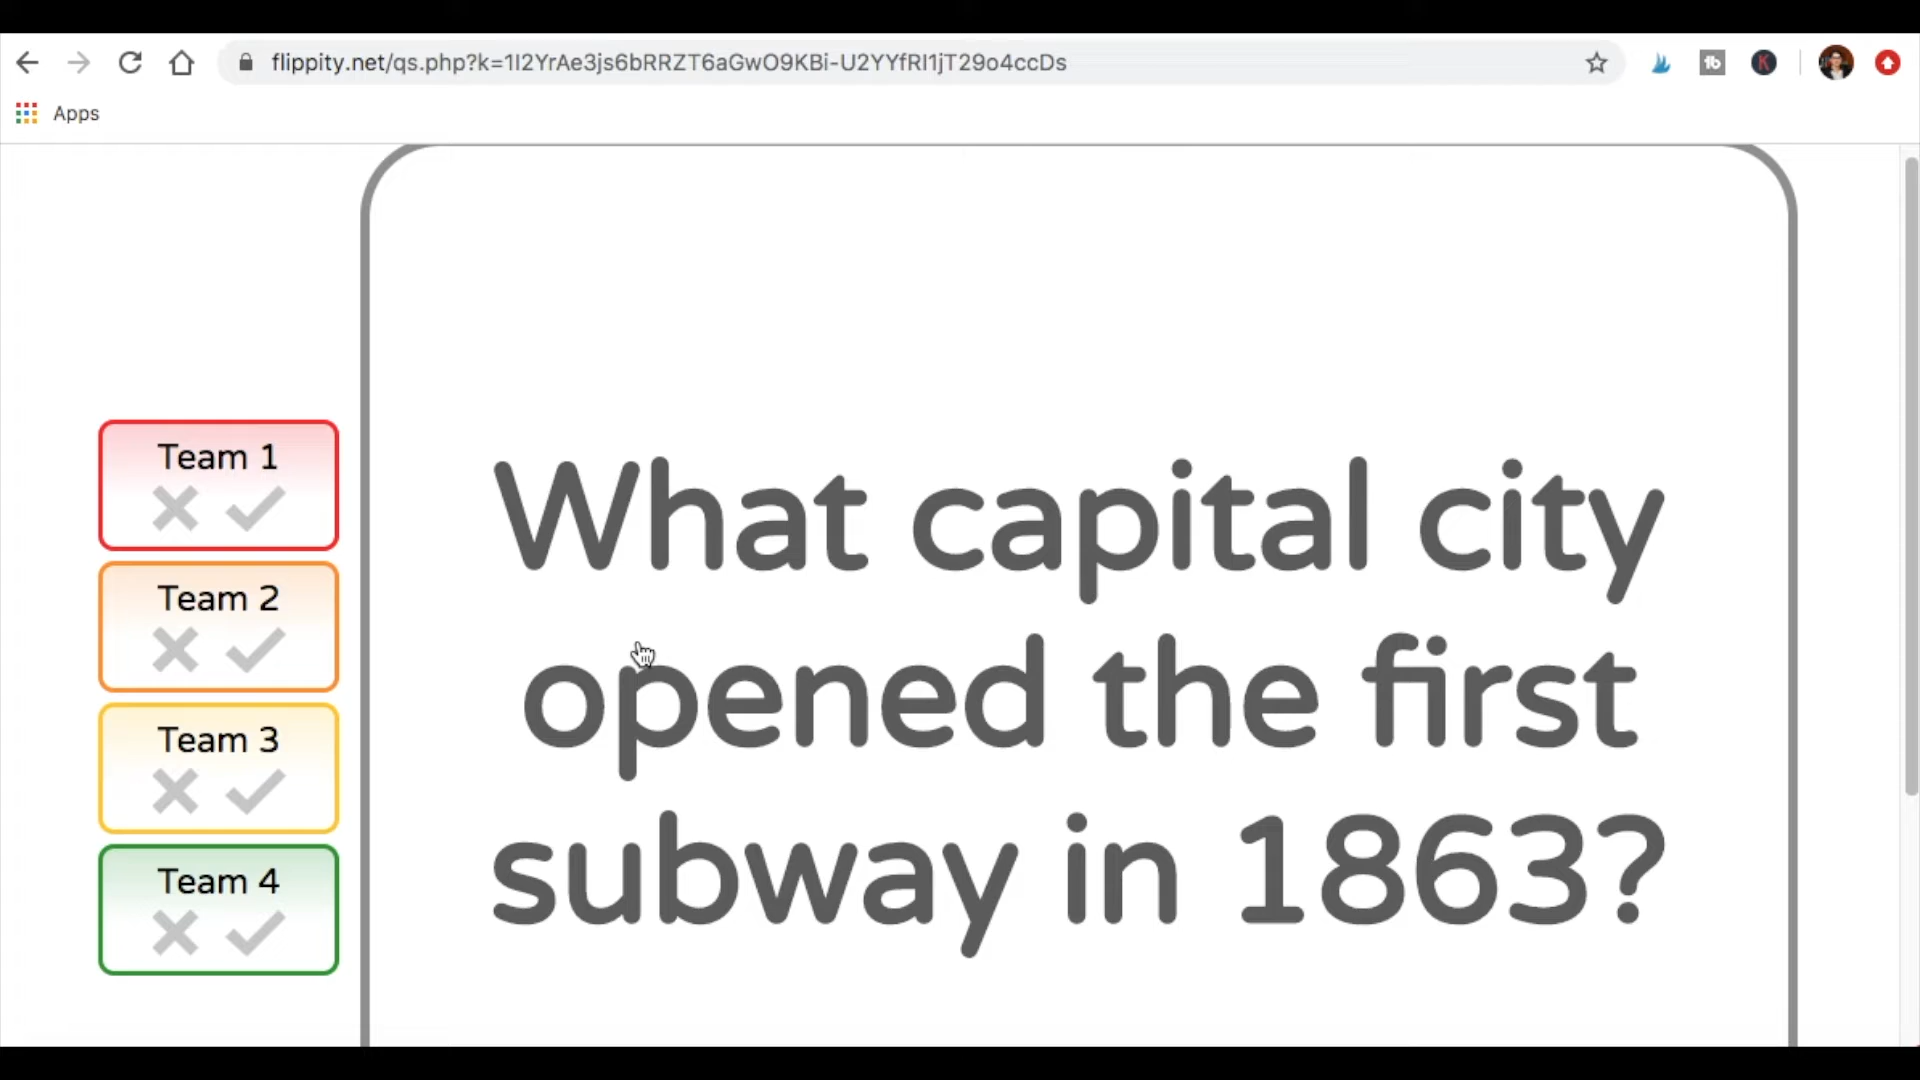 flippity.net/qs.php?k=1I2YrAe3js6bRRZT6aGwO9KBi-U2YYfRI1jT29o4ccDs
Apps
Team 1
Team 2
Team 3
Team 4
What capital city
opened the first
subway in 1863?